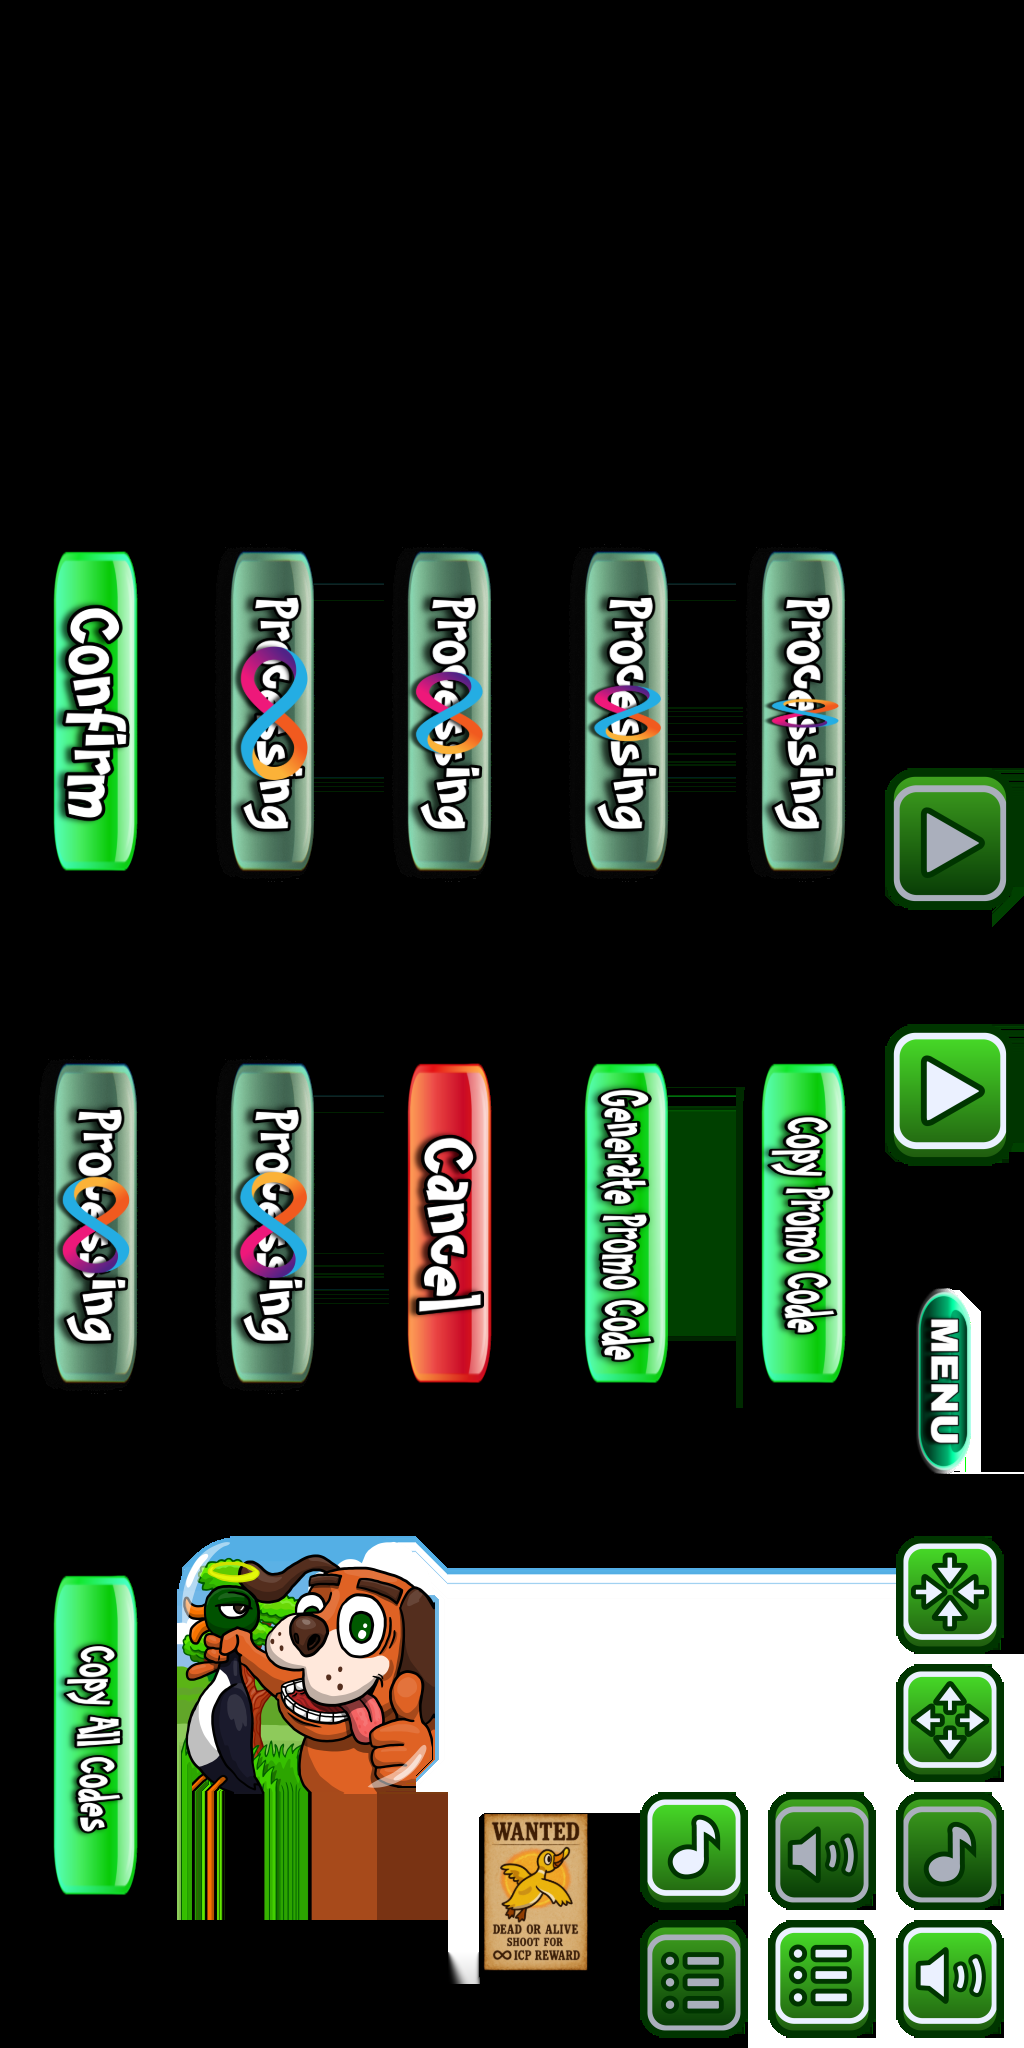 Confirm
Processing
Processing
Processing
Processing
Processing
Processing
Cancel
Generate Promo Code
Copy Promo Code
MENU
Copy All Codes
WANTED
DEAD OR ALIVE
SHOOT FOR
∞ ICP REWARD